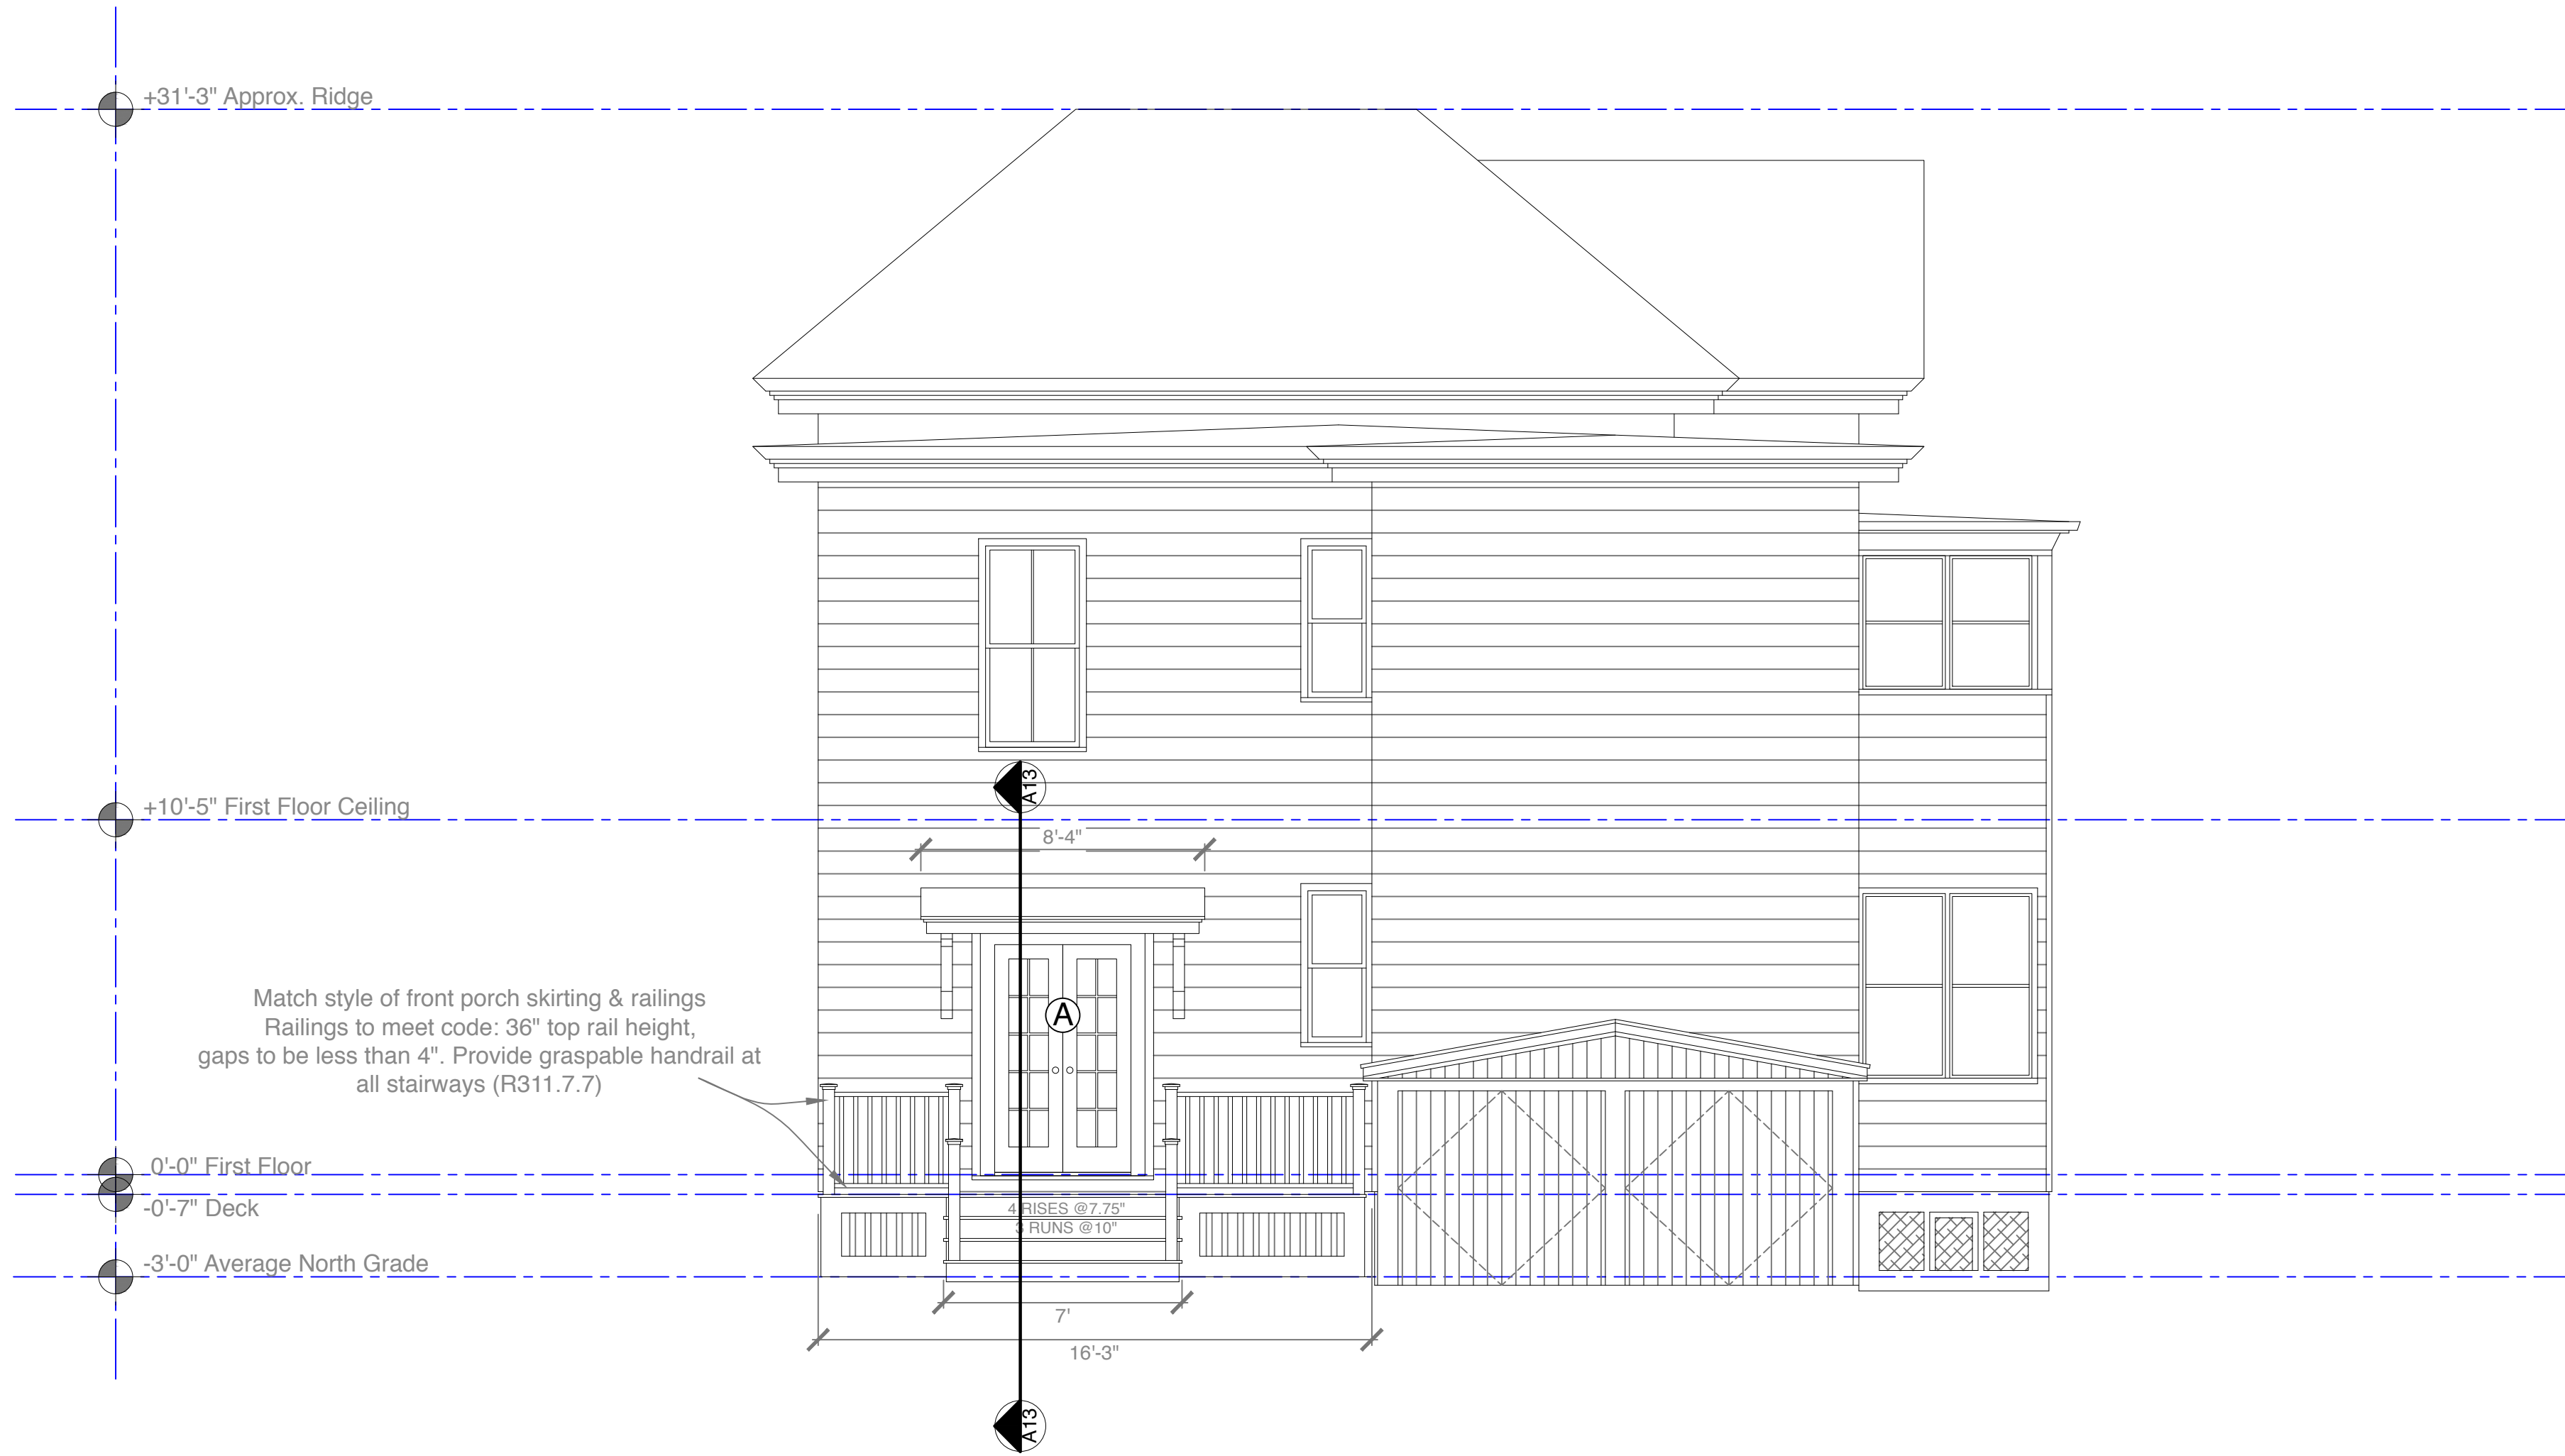 +31'-3" Approx. Ridge
A13
+10'-5" First Floor Ceiling
8'-4"
Match style of front porch skirting & railings
Railings to meet code: 36" top rail height,
gaps to be less than 4". Provide graspable handrail at
all stairways (R311.7.7)
A
0'-0" First Floor
-0'-7" Deck
4 RISES @7.75"
3 RUNS @10"
-3'-0" Average North Grade
7'
16'-3"
A13